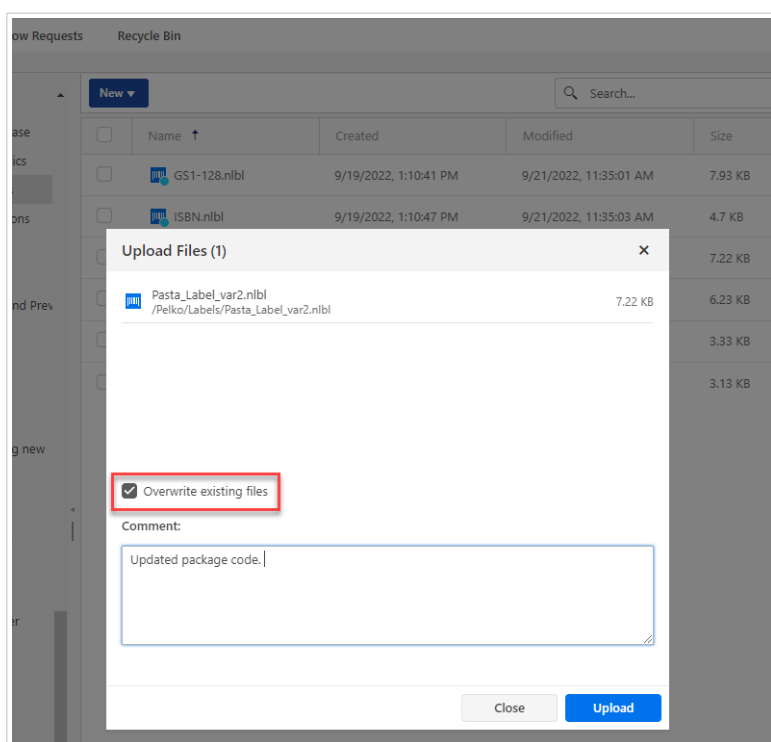 ow Requests Recycle Bin
New ▾ Search...
Name ↑ Created Modified Size
ase
ics
GS1-128.nlbl 9/19/2022, 1:10:41 PM 9/21/2022, 11:35:01 AM 7.93 KB
ons ISBN.nlbl 9/19/2022, 1:10:47 PM 9/21/2022, 11:35:03 AM 4.7 KB
Upload Files (1) ×
7.22 KB
Pasta_Label_var2.nlbl
/Pelko/Labels/Pasta_Label_var2.nlbl 7.22 KB
nd Prev 6.23 KB
3.33 KB
3.13 KB
g new
Overwrite existing files
Comment:
Updated package code.
er
Close Upload